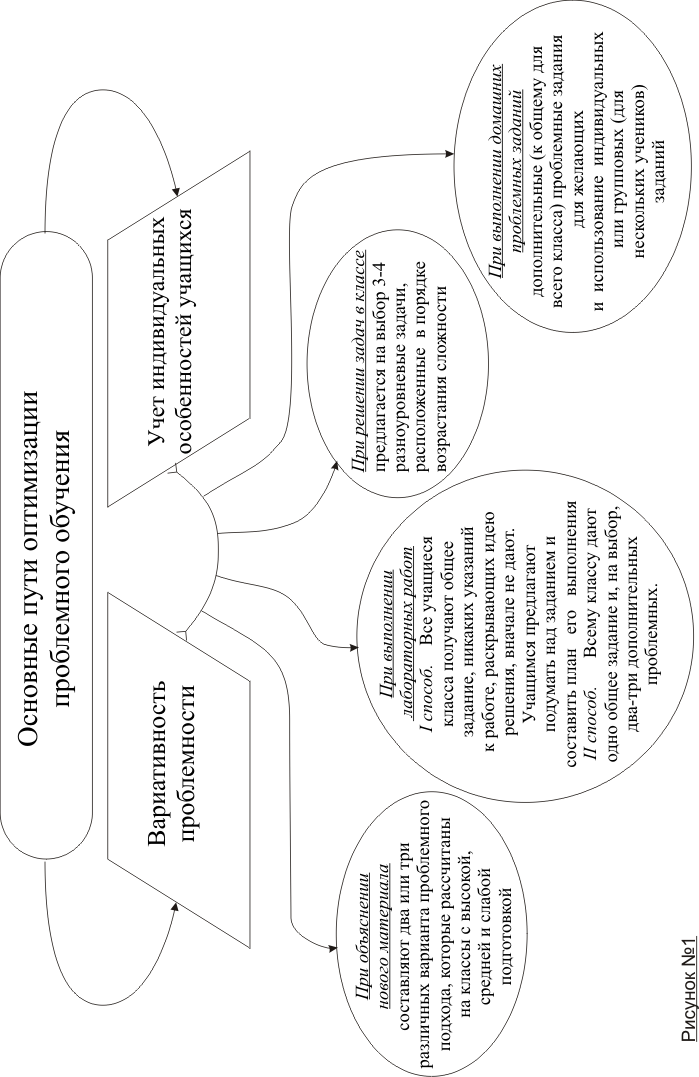 Основные пути оптимизации
проблемного обучения
Вариативность
проблемности
Учет индивидуальных
особенностей учащихся
При объяснении
нового материала
составляют два или три
различных варианта проблемного
подхода, которые рассчитаны
на классы с высокой,
средней и слабой
подготовкой
При выполнении
лабораторных работ
I способ. Все учащиеся
класса получают общее
задание, никаких указаний
к работе, раскрывающих идею
решения, вначале не дают.
Учащимся предлагают
подумать над заданием и
составить план его выполнения
II способ. Всему классу дают
одно общее задание и, на выбор,
два-три дополнительных
проблемных.
При решении задач в классе
предлагается на выбор 3-4
разноуровневые задачи,
расположенные в порядке
возрастания сложности
При выполнении домашних
проблемных заданий
дополнительные (к общему для
всего класса) проблемные задания
для желающих
и использование индивидуальных
или групповых (для
нескольких учеников)
заданий
Рисунок №1